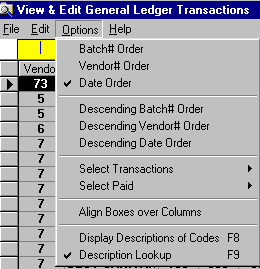 View & Edit General Ledger Transactions
File Edit Options Help
Batch# Order
Vendor# Order
Date Order
Descending Batch# Order
Descending Vendor# Order
Descending Date Order
Select Transactions
Select Paid
Align Boxes over Columns
Display Descriptions of Codes F8
Description Lookup F9
Vendo
73
5
5
6
7
7
7
7
7
7
7
7